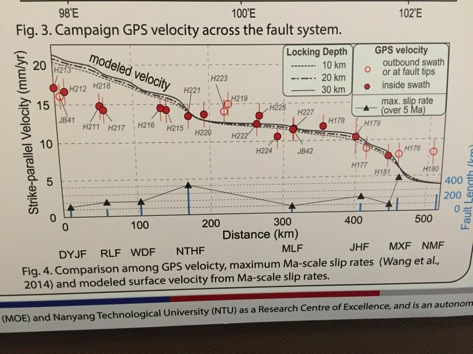 98°E 100°E 102°E
Fig. 3. Campaign GPS velocity across the fault system.
Strike-parallel Velocity (mm/yr)
20
15
10
5
0
modeled velocity
Locking Depth
10 km
20 km
30 km
GPS velocity
outbound swath
or at fault tips
inside swath
max. slip rate
(over 5 Ma)
H213
H212
JB41
H218
H211
H217
H216
H215
H221
H220
H223
H219
H222
H225
H224
H227
JB42
H178
H179
H180
H181
H176
H177
0 100 200 300 400 500
Distance (km)
400
200
0
Fault Length (km)
DYJF RLF WDF NTHF MLF JHF MXF NMF
Fig. 4. Comparison among GPS veloicty, maximum Ma-scale slip rates (Wang et al.,
2014) and modeled surface velocity from Ma-scale slip rates.
(MOE) and Nanyang Technological University (NTU) as a Research Centre of Excellence, and is an autonom